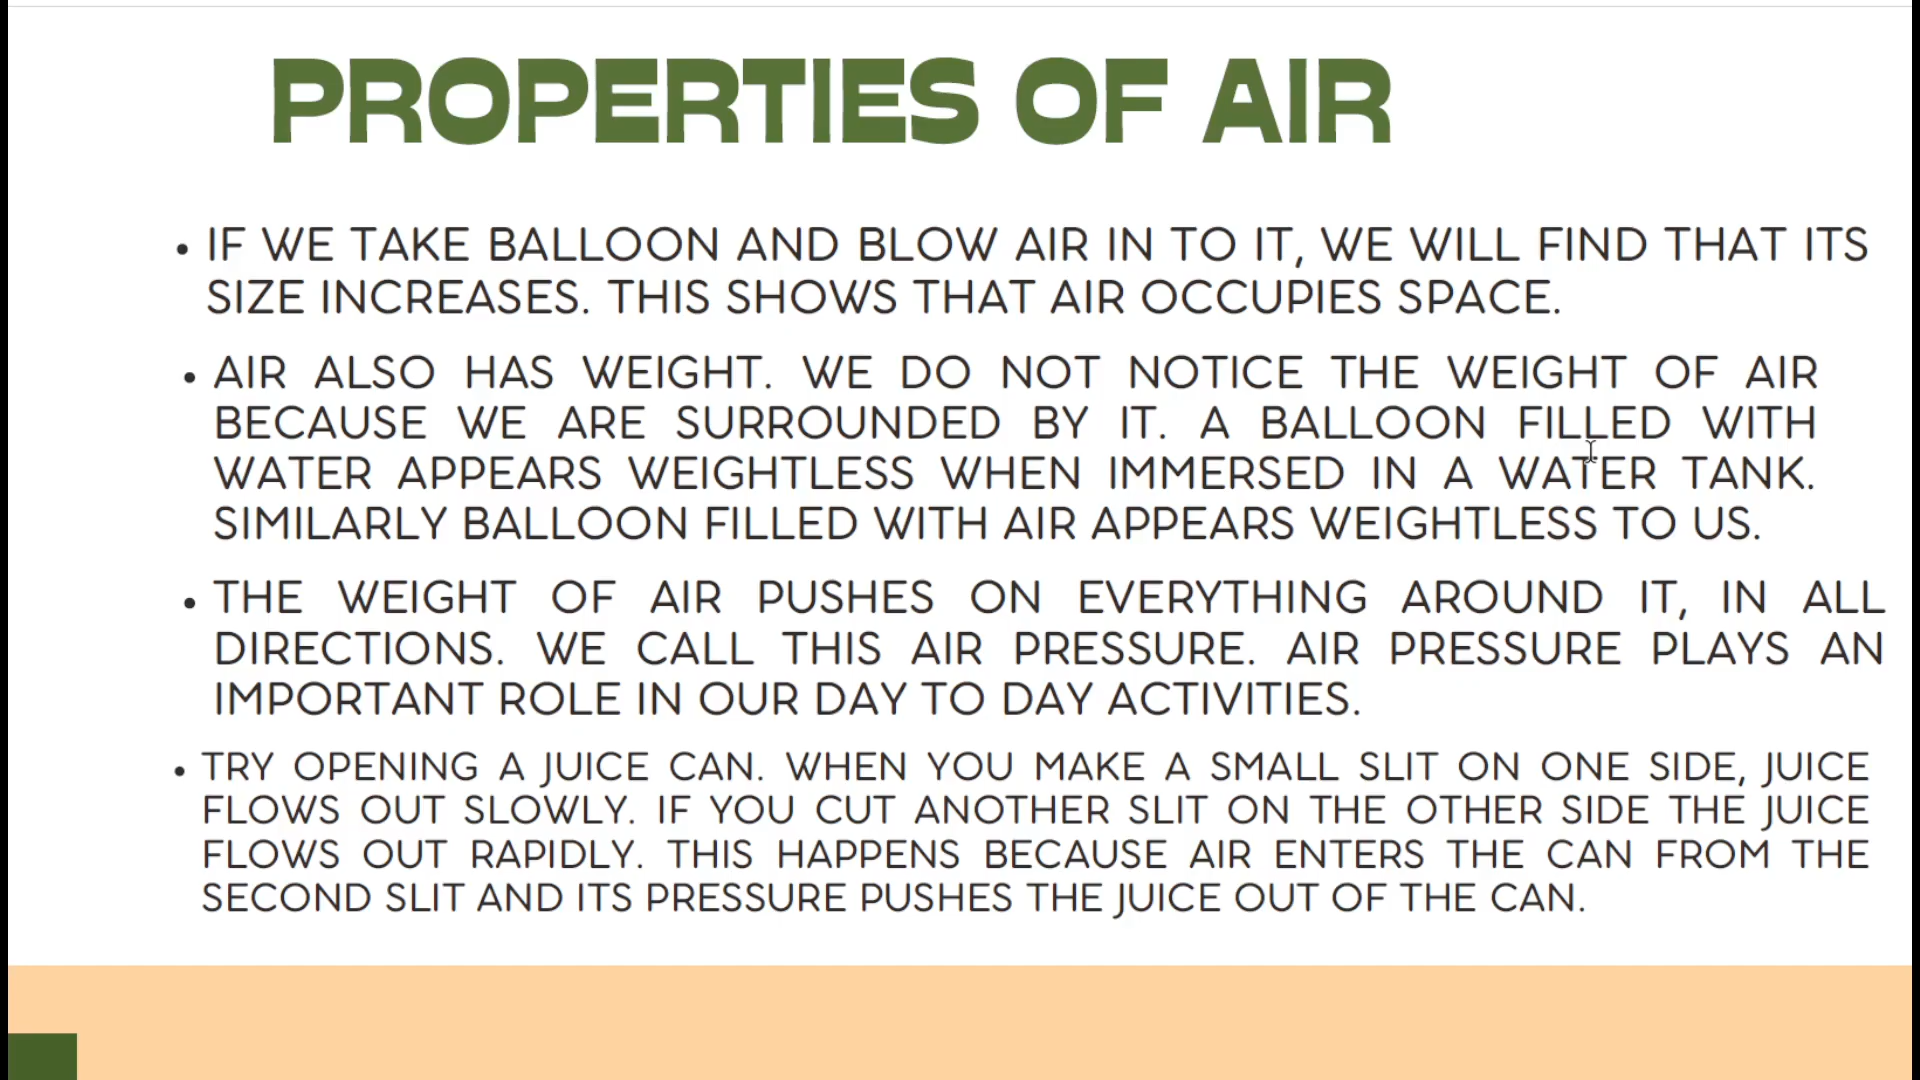 PROPERTIES OF AIR
• IF WE TAKE BALLOON AND BLOW AIR IN TO IT, WE WILL FIND THAT ITS
SIZE INCREASES. THIS SHOWS THAT AIR OCCUPIES SPACE.
• AIR ALSO HAS WEIGHT. WE DO NOT NOTICE THE WEIGHT OF AIR
BECAUSE WE ARE SURROUNDED BY IT. A BALLOON FILLED WITH
WATER APPEARS WEIGHTLESS WHEN IMMERSED IN A WATER TANK.
SIMILARLY BALLOON FILLED WITH AIR APPEARS WEIGHTLESS TO US.
• THE WEIGHT OF AIR PUSHES ON EVERYTHING AROUND IT, IN ALL
DIRECTIONS. WE CALL THIS AIR PRESSURE. AIR PRESSURE PLAYS AN
IMPORTANT ROLE IN OUR DAY TO DAY ACTIVITIES.
• TRY OPENING A JUICE CAN. WHEN YOU MAKE A SMALL SLIT ON ONE SIDE, JUICE
FLOWS OUT SLOWLY. IF YOU CUT ANOTHER SLIT ON THE OTHER SIDE THE JUICE
FLOWS OUT RAPIDLY. THIS HAPPENS BECAUSE AIR ENTERS THE CAN FROM THE
SECOND SLIT AND ITS PRESSURE PUSHES THE JUICE OUT OF THE CAN.